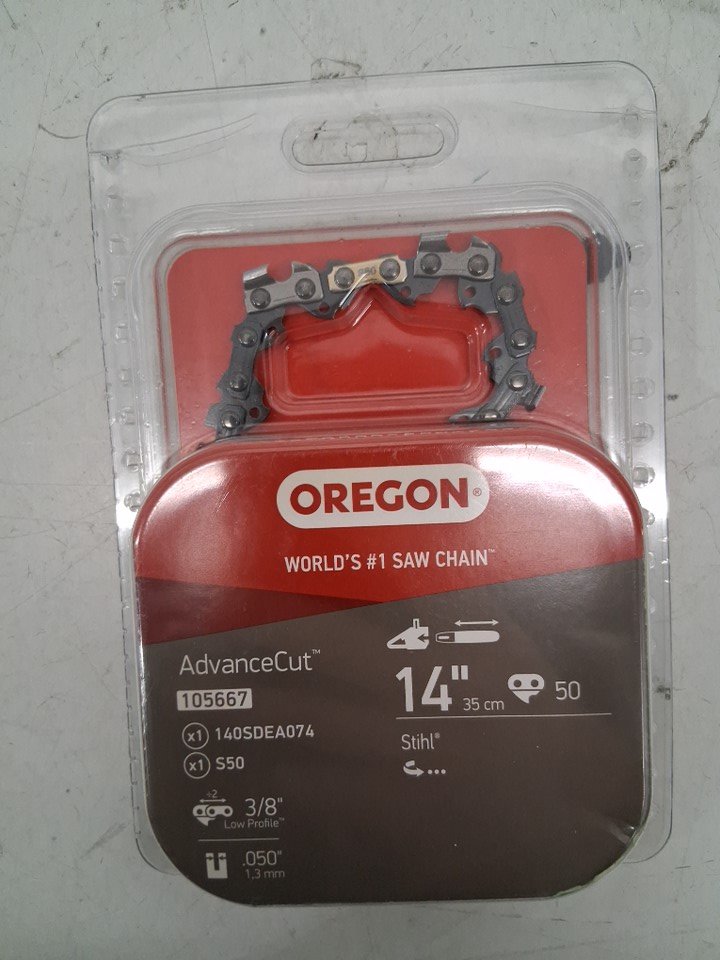 OREGON®
WORLD'S #1 SAW CHAIN™
AdvanceCut™
105667
x1 140SDEA074
x1 S50
÷2
3/8"
Low Profile™
.050"
1,3 mm
14" 35 cm 50
Stihl®